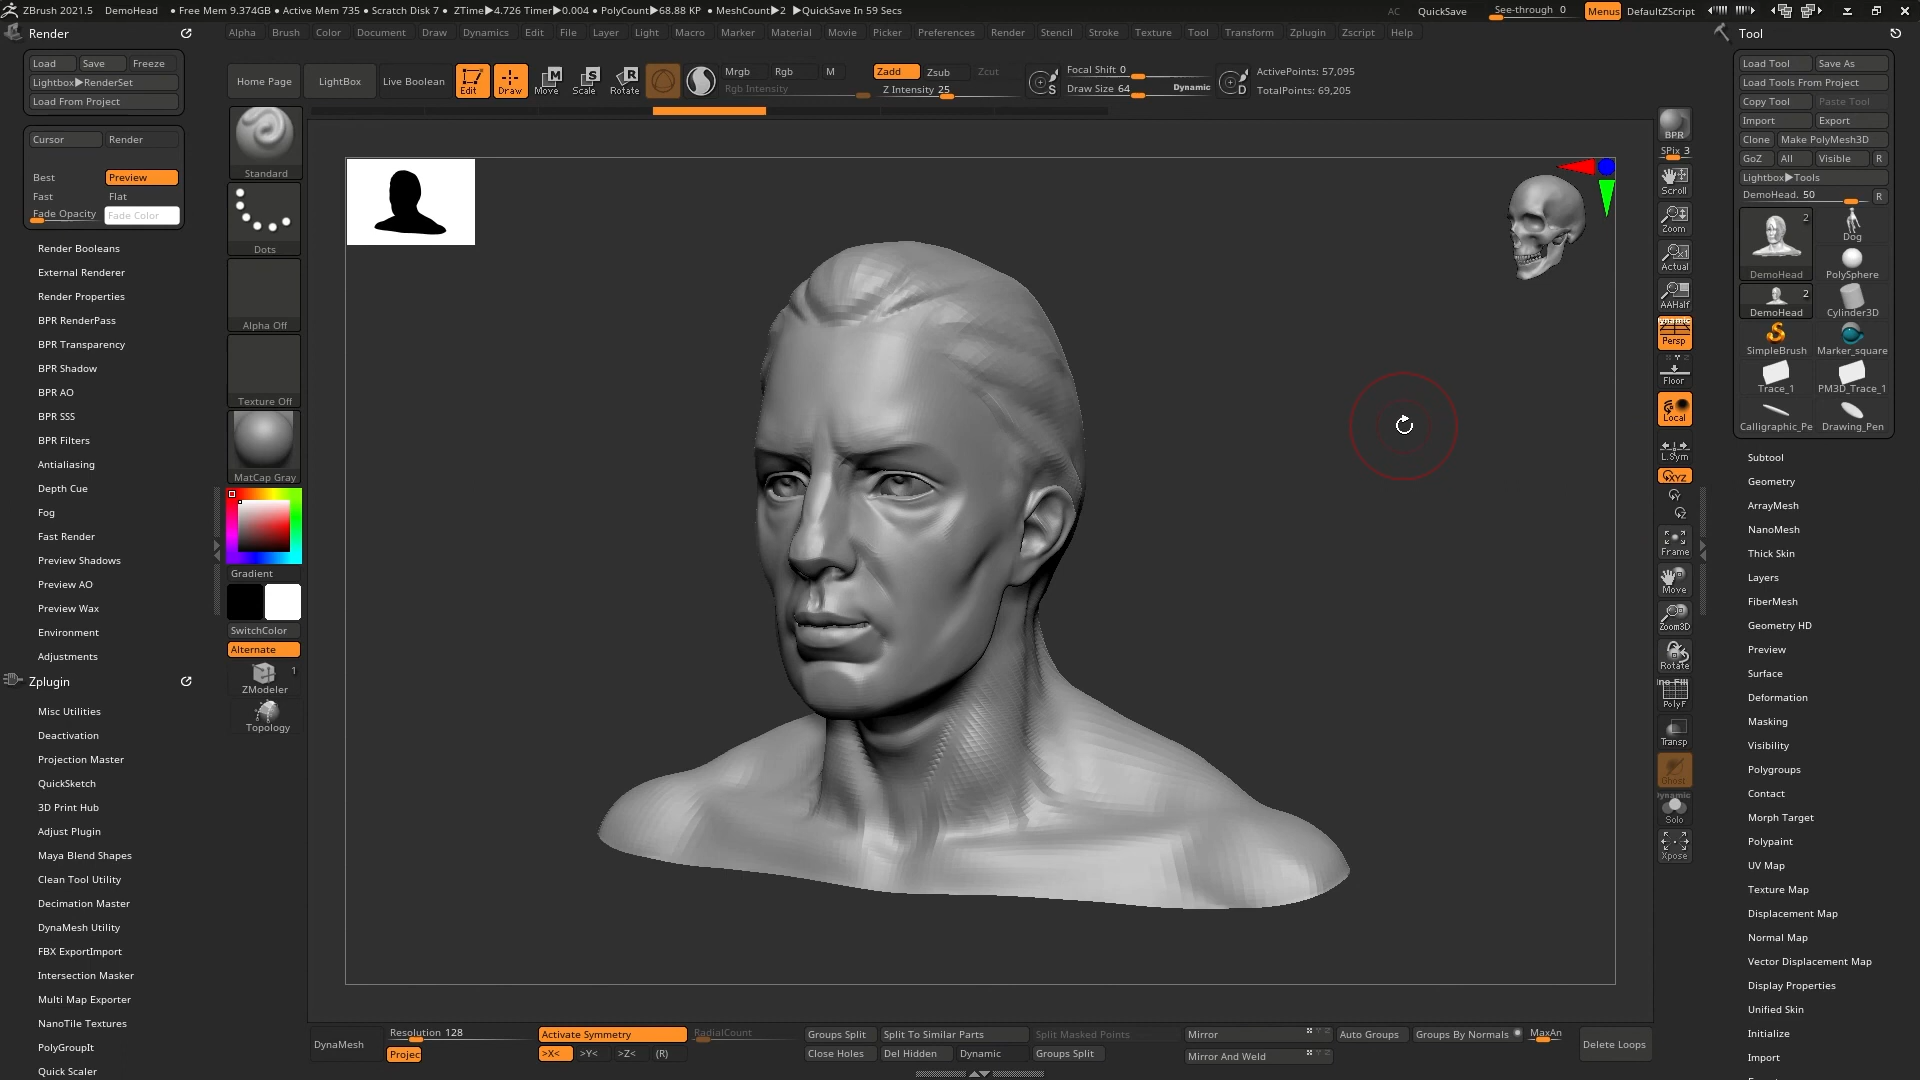 ZBrush 2021.5 DemoHead • Free Mem 9.374GB • Active Mem 735 • Scratch Disk 7 • ZTime▶4.726 Timer▶0.004 • PolyCount▶68.88 KP • MeshCount▶2 ▶QuickSave In 59 Secs AC QuickSave See-through 0 Menus DefaultZScript
Render
Alpha Brush Color Document Draw Dynamics Edit File Layer Light Macro Marker Material Movie Picker Preferences Render Stencil Stroke Texture Tool Transform Zplugin Zscript Help
Tool
Load Save Freeze
Lightbox▶RenderSet
Load From Project
Cursor Render
Best Preview
Fast Flat
Fade Opacity Fade Color
Render Booleans
External Renderer
Render Properties
BPR RenderPass
BPR Transparency
BPR Shadow
BPR AO
BPR SSS
BPR Filters
Antialiasing
Depth Cue
Fog
Fast Render
Preview Shadows
Preview AO
Preview Wax
Environment
Adjustments
Zplugin
Misc Utilities
Deactivation
Projection Master
QuickSketch
3D Print Hub
Adjust Plugin
Maya Blend Shapes
Clean Tool Utility
Decimation Master
DynaMesh Utility
FBX ExportImport
Intersection Masker
Multi Map Exporter
NanoTile Textures
PolyGroupIt
Quick Scaler
Home Page LightBox Live Boolean Edit Draw Move Scale Rotate
Mrgb Rgb M
Rgb Intensity
Zadd Zsub Zcut
Z Intensity 25
S
Focal Shift 0
Draw Size 64 Dynamic
D
ActivePoints: 57,095
TotalPoints: 69,205
Standard
Dots
Alpha Off
Texture Off
MatCap Gray
Gradient
SwitchColor
Alternate
1
ZModeler
Topology
BPR
SPix 3
Scroll
Zoom
Actual
AAHalf
Dynamic
Persp
Floor
Local
L.Sym
XYZ
Y
Z
Frame
Move
Zoom3D
Rotate
PolyF
Transp
Ghost
Dynamic
Solo
Xpose
Load Tool Save As
Load Tools From Project
Copy Tool Paste Tool
Import Export
Clone Make PolyMesh3D
GoZ All Visible R
Lightbox▶Tools
DemoHead. 50 R
2
DemoHead Dog
PolySphere
2
DemoHead Cylinder3D
SimpleBrush Marker_square
Trace_1 PM3D_Trace_1
Calligraphic_Pe Drawing_Pen
Subtool
Geometry
ArrayMesh
NanoMesh
Thick Skin
Layers
FiberMesh
Geometry HD
Preview
Surface
Deformation
Masking
Visibility
Polygroups
Contact
Morph Target
Polypaint
UV Map
Texture Map
Displacement Map
Normal Map
Vector Displacement Map
Display Properties
Unified Skin
Initialize
Import
DynaMesh
Resolution 128
Projec
Activate Symmetry RadialCount
>X< >Y< >Z< (R)
Groups Split Split To Similar Parts Split Masked Points
Close Holes Del Hidden Dynamic Groups Split
Mirror
Mirror And Weld
Auto Groups Groups By Normals MaxAn
Delete Loops